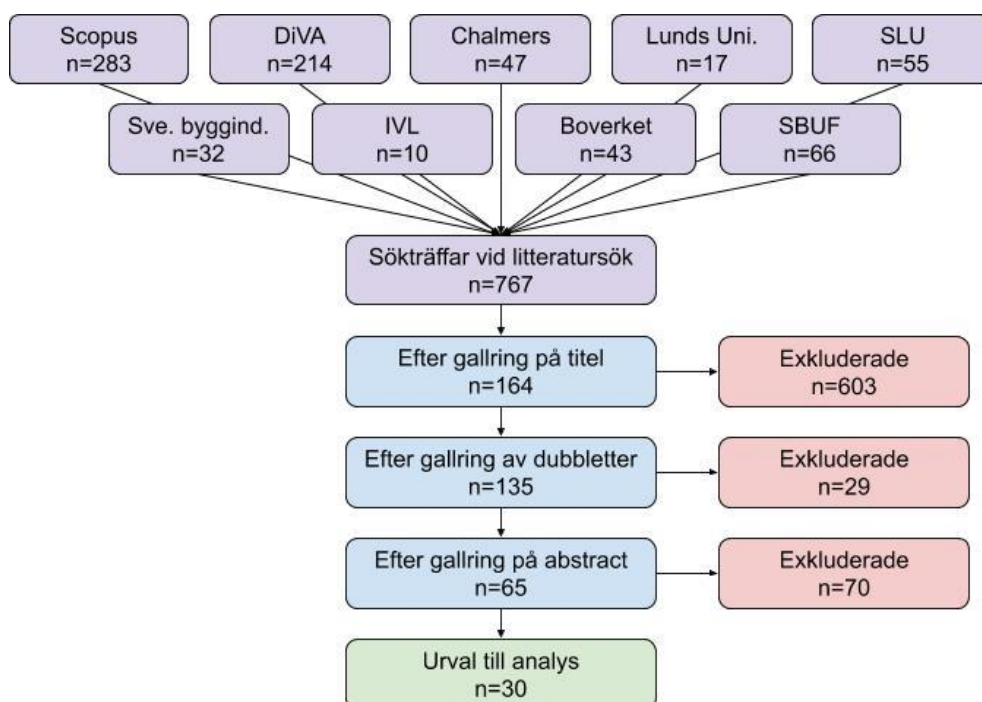 Scopus
n=283
DiVA
n=214
Chalmers
n=47
Lunds Uni.
n=17
SLU
n=55
Sve. byggind.
n=32
IVL
n=10
Boverket
n=43
SBUF
n=66
Sökträffar vid litteratursök
n=767
Efter gallring på titel
n=164
Exkluderade
n=603
Efter gallring av dubbletter
n=135
Exkluderade
n=29
Efter gallring på abstract
n=65
Exkluderade
n=70
Urval till analys
n=30